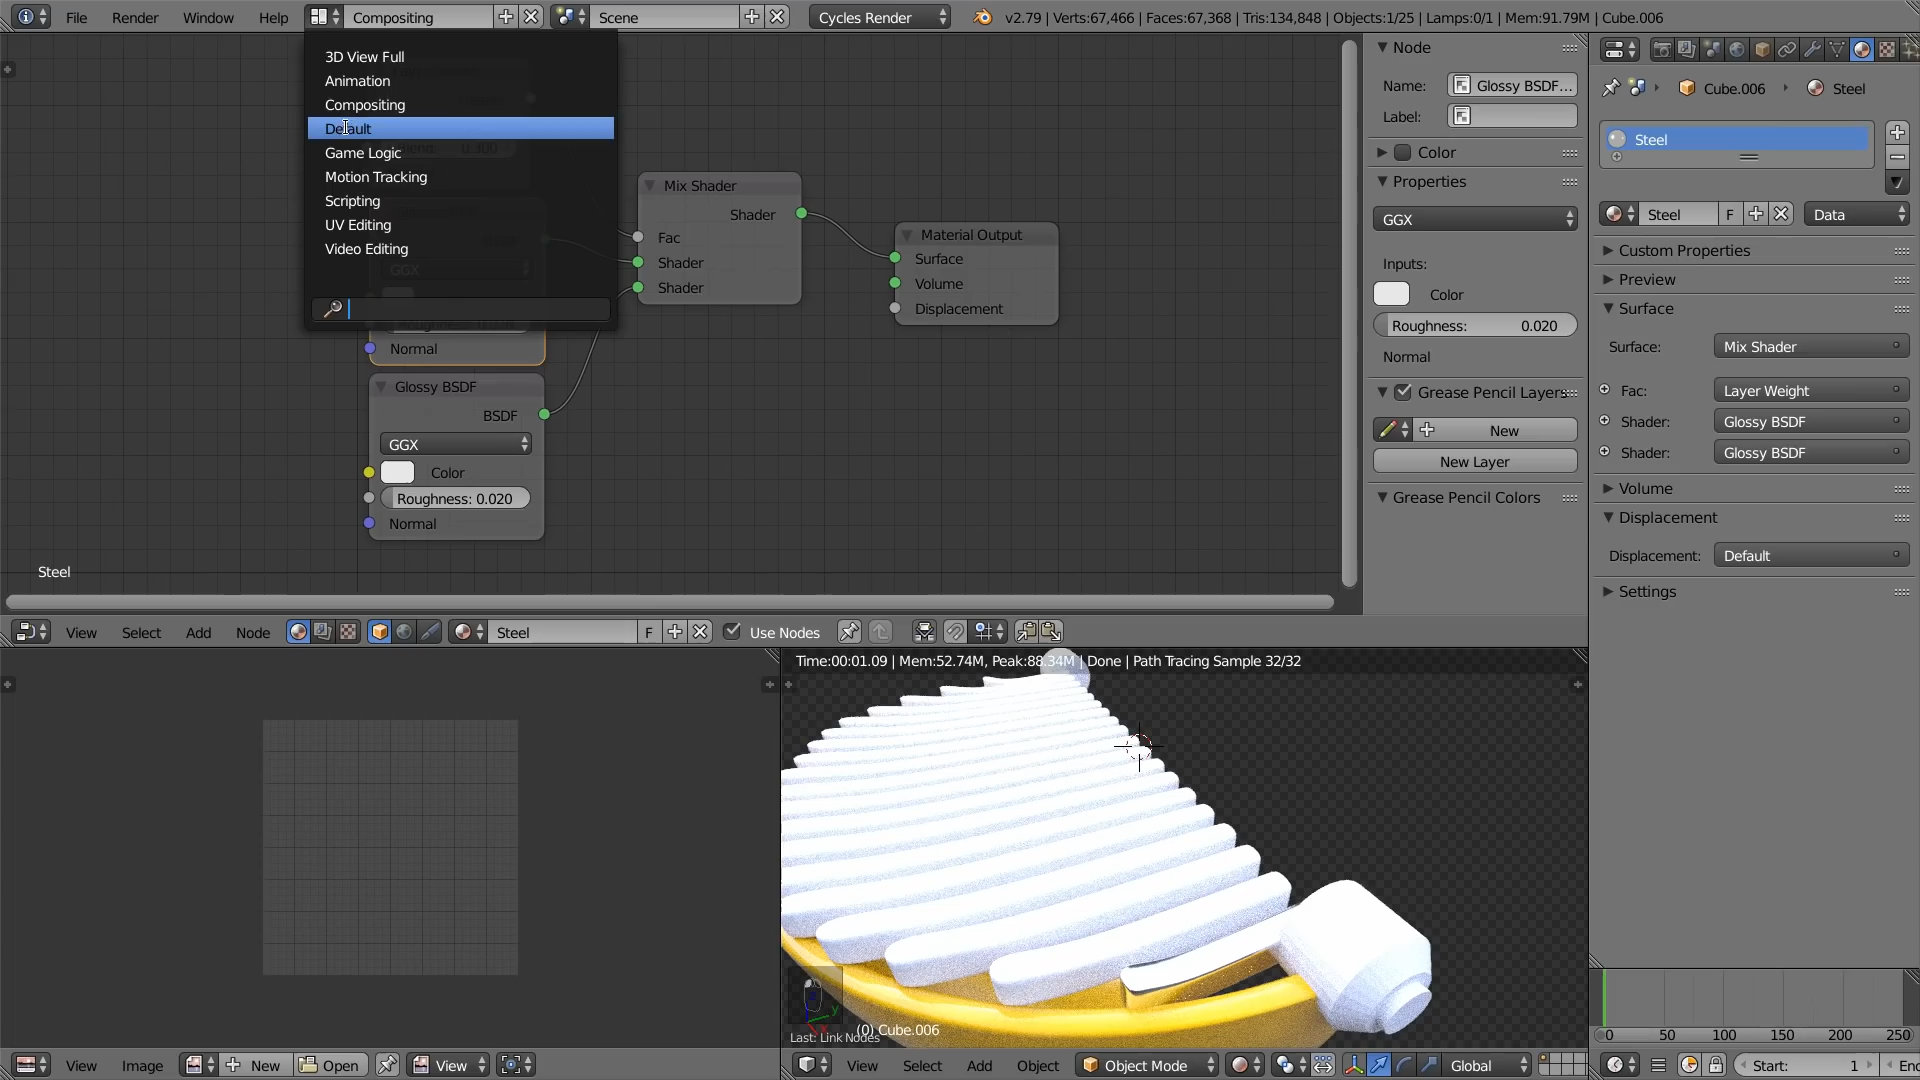 File Render Window Help Compositing Scene Cycles Render v2.79 | Verts:67,466 | Faces:67,368 | Tris:134,848 | Objects:1/25 | Lamps:0/1 | Mem:91.79M | Cube.006
3D View Full
Animation
Compositing
Default
Game Logic
Motion Tracking
Scripting
UV Editing
Video Editing
GGX
Normal
Glossy BSDF
BSDF
GGX
Color
Roughness: 0.020
Normal
Mix Shader
Shader
Fac
Shader
Shader
Material Output
Surface
Volume
Displacement
Steel
Node
Name: Glossy BSDF...
Label:
Color
Properties
GGX
Inputs:
Color
Roughness: 0.020
Normal
Grease Pencil Layers
New
New Layer
Grease Pencil Colors
Cube.006 Steel
Steel
Steel F Data
Custom Properties
Preview
Surface
Surface: Mix Shader
Fac: Layer Weight
Shader: Glossy BSDF
Shader: Glossy BSDF
Volume
Displacement
Displacement: Default
Settings
View Select Add Node Steel F Use Nodes
Time:00:01.09 | Mem:52.74M, Peak:88.34M | Done | Path Tracing Sample 32/32
(0) Cube.006
Last: Link Nodes
0 50 100 150 200 250
View Image New Open View
View Select Add Object Object Mode Global
Start: 1